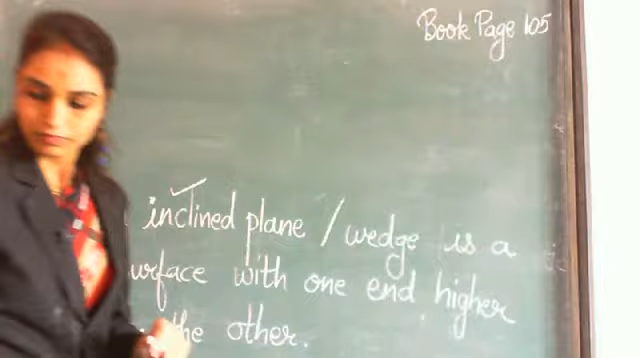 Book Page 105
inclined plane / wedge is a
urface with one end higher
the other.